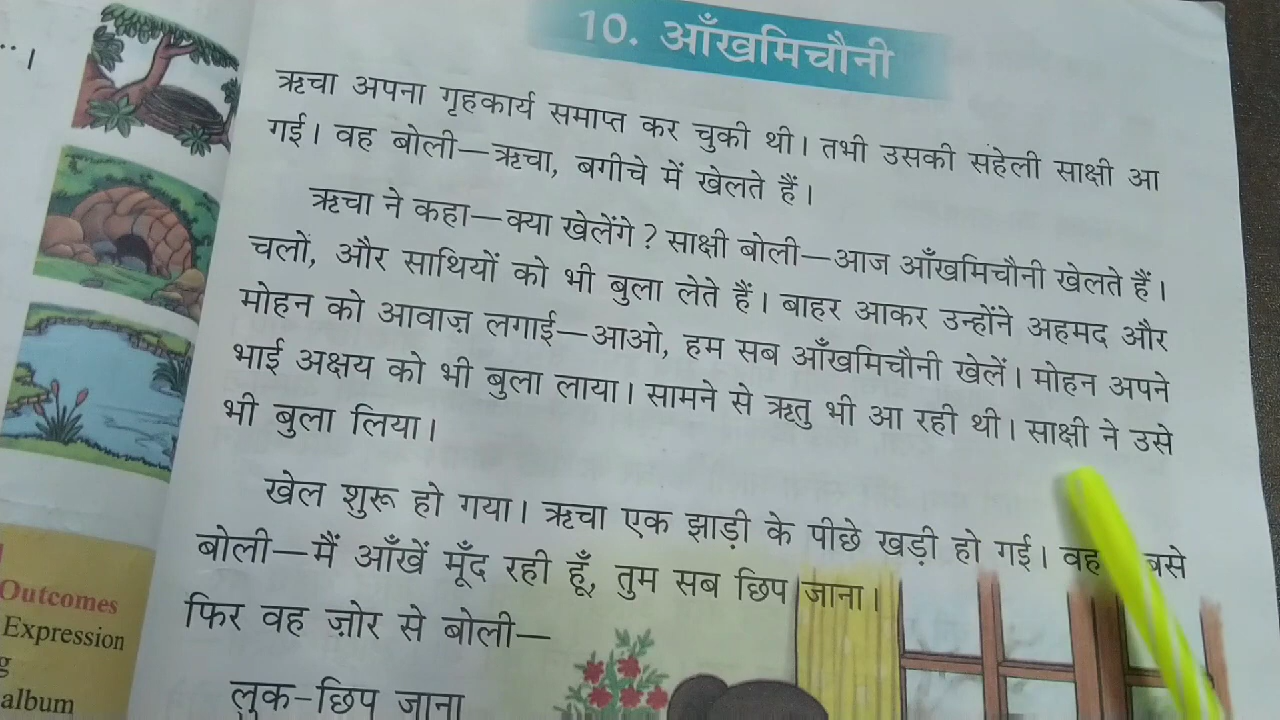 10. आँखमिचौनी
ऋचा अपना गृहकार्य समाप्त कर चुकी थी। तभी उसकी सहेली साक्षी आ
गई। वह बोली—ऋचा, बगीचे में खेलते हैं।
ऋचा ने कहा—क्या खेलेंगे? साक्षी बोली—आज आँखमिचौनी खेलते हैं।
चलों, और साथियों को भी बुला लेते हैं। बाहर आकर उन्होंने अहमद और
मोहन को आवाज़ लगाई—आओ, हम सब आँखमिचौनी खेलें। मोहन अपने
भाई अक्षय को भी बुला लाया। सामने से ऋतु भी आ रही थी। साक्षी ने उसे
भी बुला लिया।
खेल शुरू हो गया। ऋचा एक झाड़ी के पीछे खड़ी हो गई। वह
बोली—मैं आँखें मूँद रही हूँ, तुम सब छिप जाना।
फिर वह ज़ोर से बोली—
लुक-छिप जाना
Outcomes
Expression
g
album